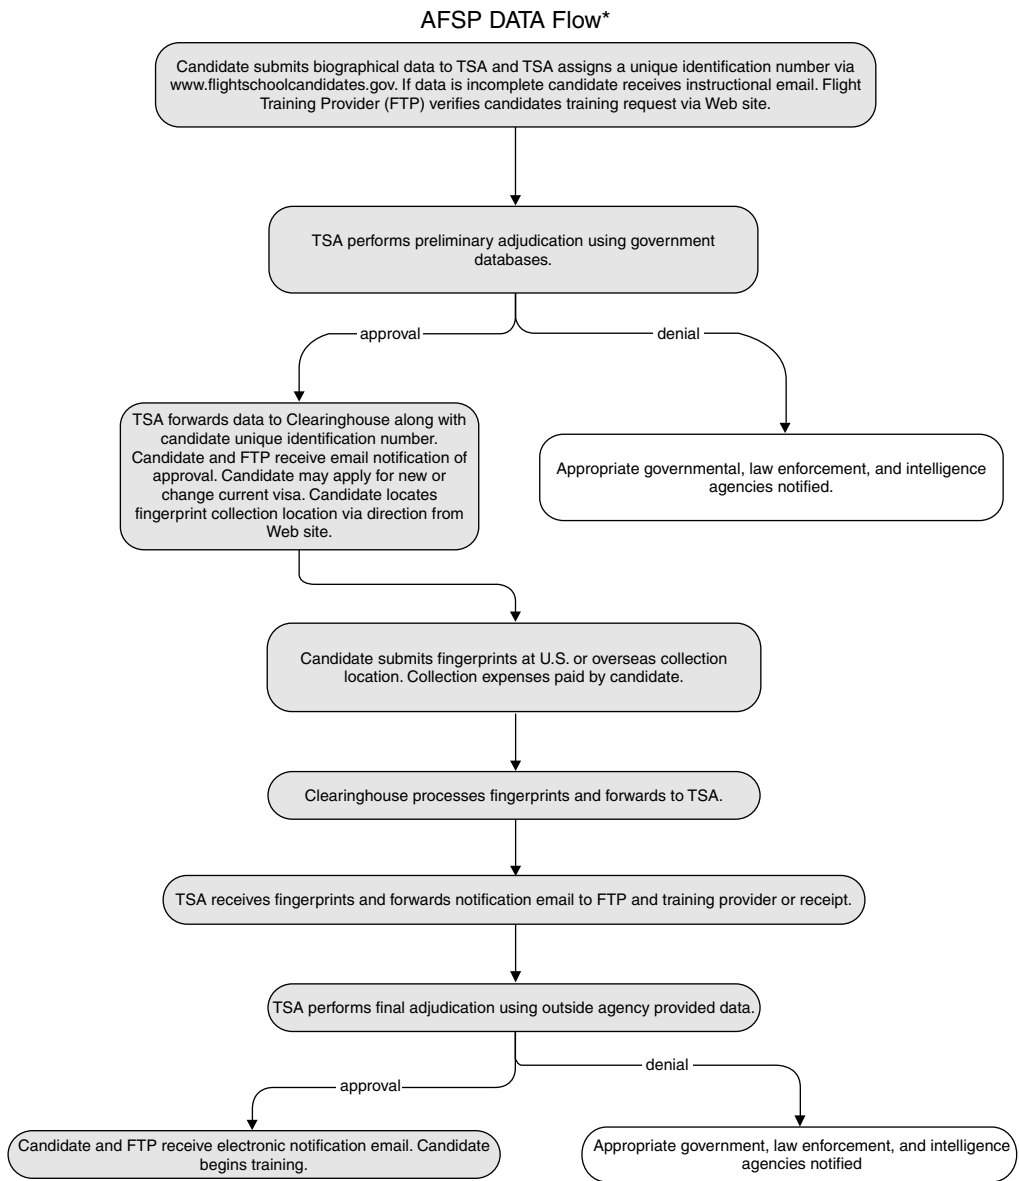 AFSP DATA Flow*
Candidate submits biographical data to TSA and TSA assigns a unique identification number via
www.flightschoolcandidates.gov. If data is incomplete candidate receives instructional email. Flight
Training Provider (FTP) verifies candidates training request via Web site.
TSA performs preliminary adjudication using government
databases.
approval
denial
TSA forwards data to Clearinghouse along with
candidate unique identification number.
Candidate and FTP receive email notification of
approval. Candidate may apply for new or
change current visa. Candidate locates
fingerprint collection location via direction from
Web site.
Appropriate governmental, law enforcement, and intelligence
agencies notified.
Candidate submits fingerprints at U.S. or overseas collection
location. Collection expenses paid by candidate.
Clearinghouse processes fingerprints and forwards to TSA.
TSA receives fingerprints and forwards notification email to FTP and training provider or receipt.
TSA performs final adjudication using outside agency provided data.
approval
denial
Candidate and FTP receive electronic notification email. Candidate
begins training.
Appropriate government, law enforcement, and intelligence
agencies notified